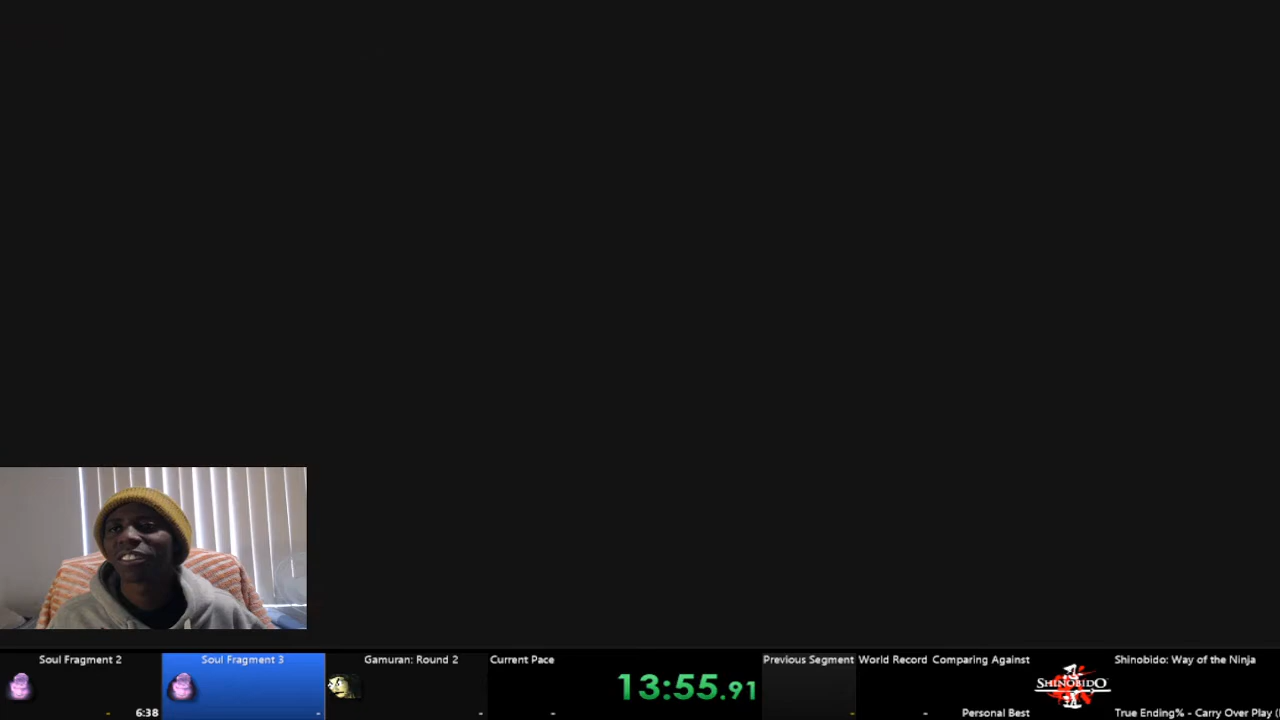 Soul Fragment 2
-
6:38
Soul Fragment 3
-
Gamuran: Round 2
-
Current Pace
-
13:55.91
Previous Segment
-
World Record
-
Comparing Against
Personal Best
SHINOBIDO
Shinobido: Way of the Ninja
True Ending% - Carry Over Play (